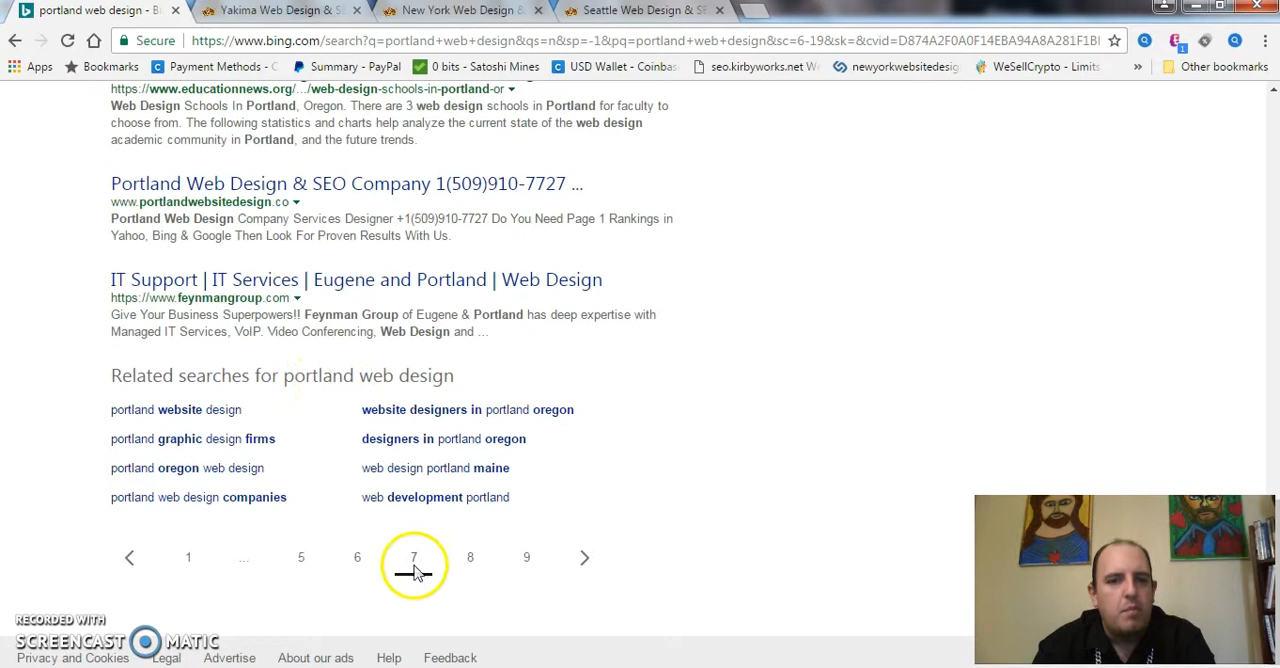 portland web design - Bi
Yakima Web Design & SE
New York Web Design &
Seattle Web Design & SE
Secure
https://www.bing.com/search?q=portland+web+design&qs=n&sp=-1&pq=portland+web+design&sc=6-19&sk=&cvid=D874A2F0A0F14EBA94A8A281F1BI
1
Apps
Bookmarks
Payment Methods - C
Summary - PayPal
0 bits - Satoshi Mines
USD Wallet - Coinbas
seo.kirbyworks.net W
newyorkwebsitedesig
WeSellCrypto - Limits
»
Other bookmarks
https://www.educationnews.org/.../web-design-schools-in-portland-or
Web Design Schools In Portland, Oregon. There are 3 web design schools in Portland for faculty to
choose from. The following statistics and charts help analyze the current state of the web design
academic community in Portland, and the future trends.
Portland Web Design & SEO Company 1(509)910-7727 ...
www.portlandwebsitedesign.co
Portland Web Design Company Services Designer +1(509)910-7727 Do You Need Page 1 Rankings in
Yahoo, Bing & Google Then Look For Proven Results With Us.
IT Support | IT Services | Eugene and Portland | Web Design
https://www.feynmangroup.com
Give Your Business Superpowers!! Feynman Group of Eugene & Portland has deep expertise with
Managed IT Services, VoIP. Video Conferencing, Web Design and ...
Related searches for portland web design
portland website design
website designers in portland oregon
portland graphic design firms
designers in portland oregon
portland oregon web design
web design portland maine
portland web design companies
web development portland
1 ... 5 6 7 8 9
RECORDED WITH
SCREENCAST MATIC
Privacy and Cookies
Legal
Advertise
About our ads
Help
Feedback